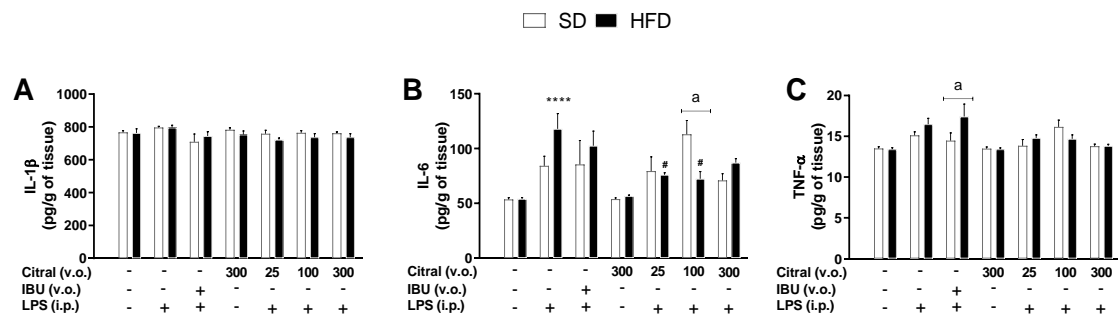 SD HFD
A
1000
800
600
400
200
0
IL-1β
(pg/g of tissue)
Citral (v.o.) - - - 300 25 100 300
IBU (v.o.) - - + - - - -
LPS (i.p.) - + + - + + +
B
150
100
50
0
IL-6
(pg/g of tissue)
****
#
a
#
Citral (v.o.) - - - 300 25 100 300
IBU (v.o.) - - + - - - -
LPS (i.p.) - + + - + + +
C
20
15
10
5
0
TNF-α
(pg/g of tissue)
a
Citral (v.o.) - - - 300 25 100 300
IBU (v.o.) - - + - - - -
LPS (i.p.) - + + - + + +